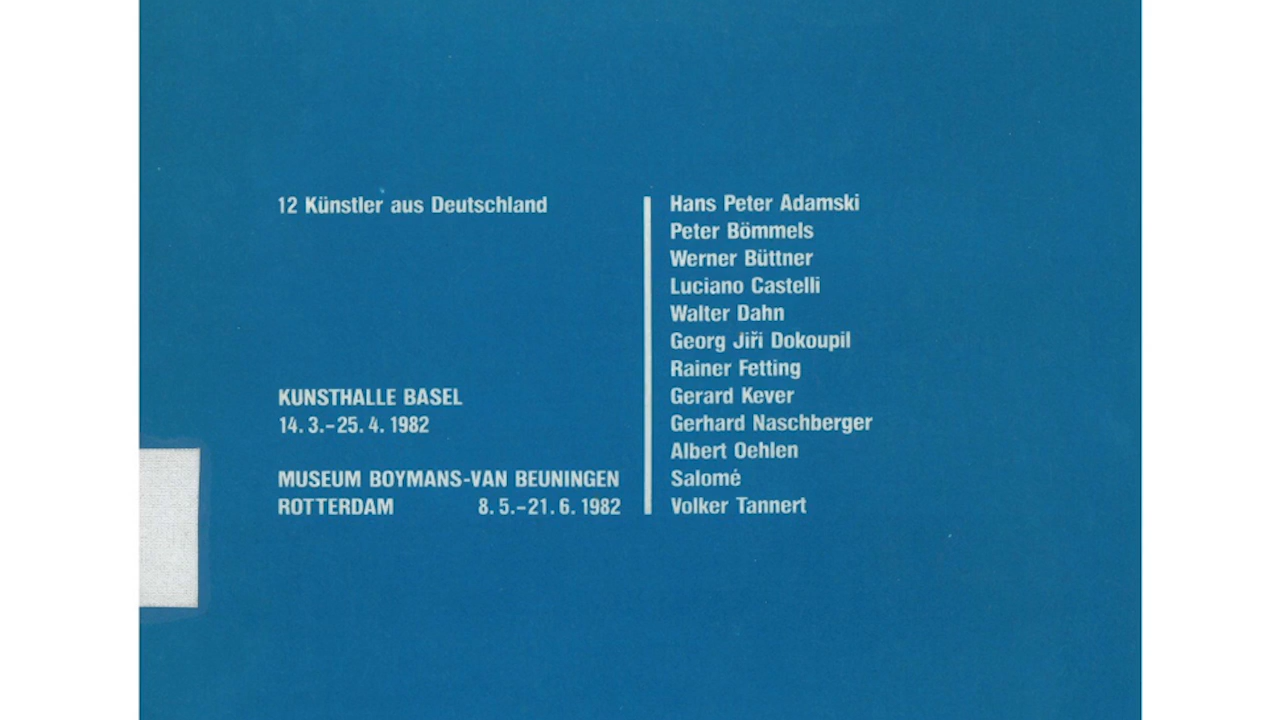 12 Künstler aus Deutschland
KUNSTHALLE BASEL
14. 3.–25. 4. 1982
MUSEUM BOYMANS-VAN BEUNINGEN
ROTTERDAM 8. 5.–21. 6. 1982
Hans Peter Adamski
Peter Bömmels
Werner Büttner
Luciano Castelli
Walter Dahn
Georg Jiři Dokoupil
Rainer Fetting
Gerard Kever
Gerhard Naschberger
Albert Oehlen
Salomé
Volker Tannert